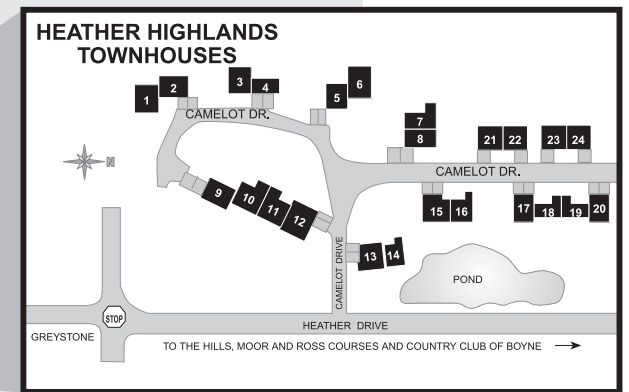 HEATHER HIGHLANDS
TOWNHOUSES
1
2
3
4
5
6
CAMELOT DR.
7
8
21
22
23
24
N
CAMELOT DR.
9
10
11
12
15
16
17
18
19
20
CAMELOT DRIVE
13
14
POND
STOP
GREYSTONE
HEATHER DRIVE
TO THE HILLS, MOOR AND ROSS COURSES AND COUNTRY CLUB OF BOYNE